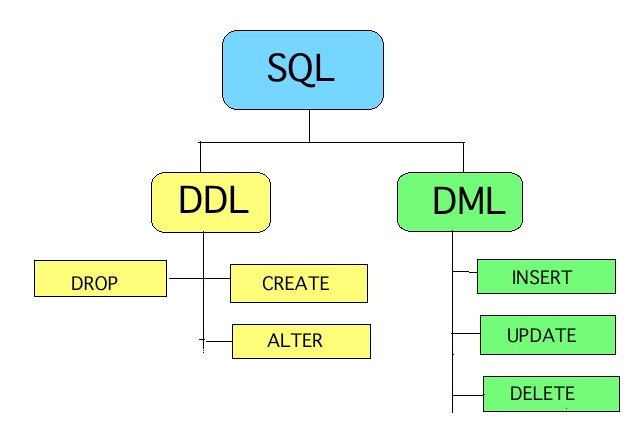 SQL
DDL
DML
DROP
CREATE
ALTER
INSERT
UPDATE
DELETE